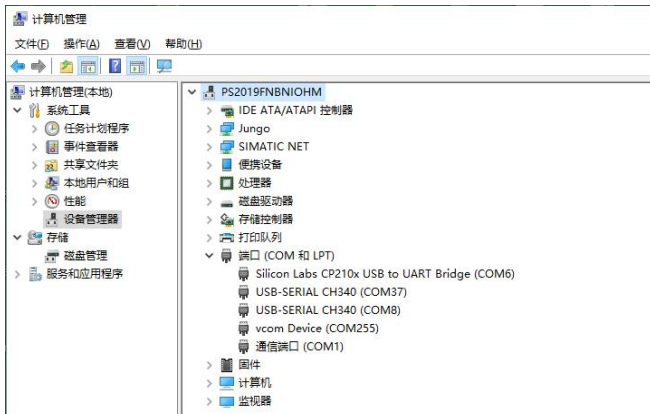 计算机管理
文件(F) 操作(A) 查看(V) 帮助(H)
计算机管理(本地)
系统工具
任务计划程序
事件查看器
共享文件夹
本地用户和组
性能
设备管理器
存储
磁盘管理
服务和应用程序
PS2019FNBNIOHM
IDE ATA/ATAPI 控制器
Jungo
SIMATIC NET
便携设备
处理器
磁盘驱动器
存储控制器
打印队列
端口 (COM 和 LPT)
Silicon Labs CP210x USB to UART Bridge (COM6)
USB-SERIAL CH340 (COM37)
USB-SERIAL CH340 (COM8)
vcom Device (COM255)
通信端口 (COM1)
固件
计算机
监视器